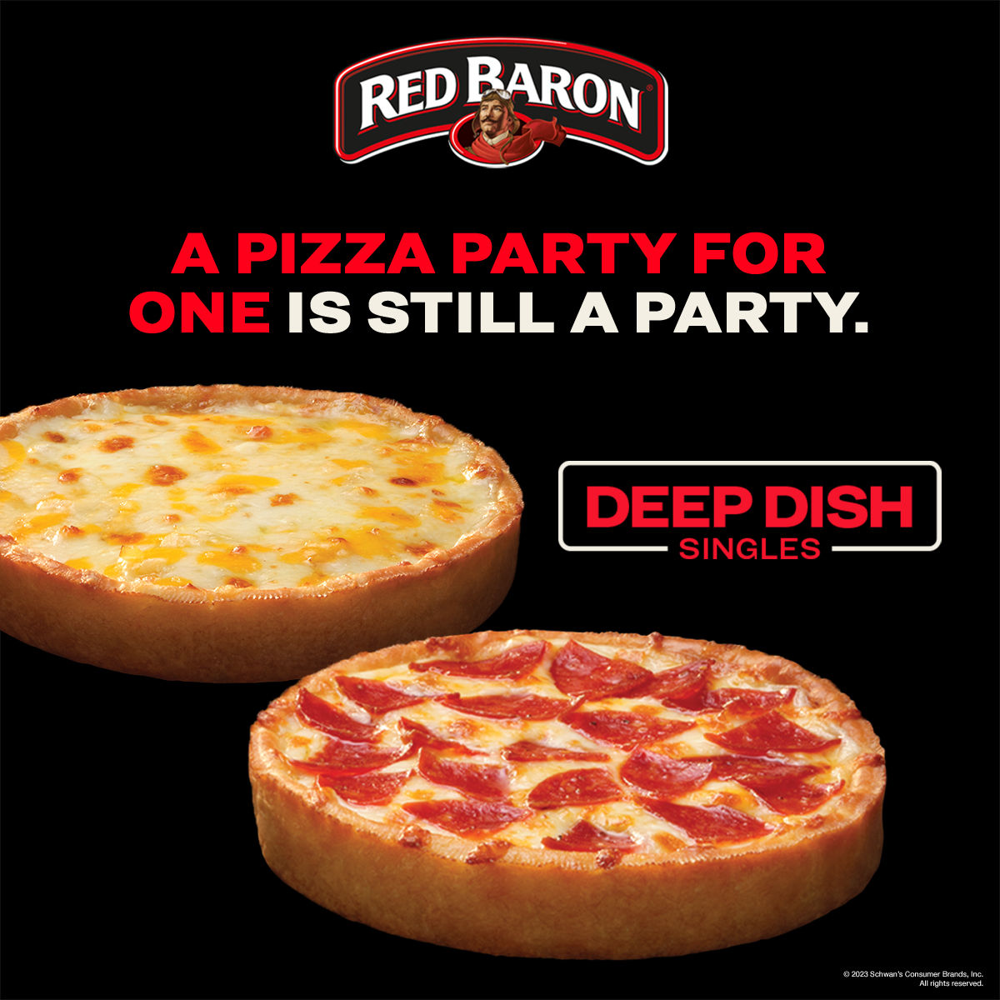 RED BARON®
A PIZZA PARTY FOR
ONE IS STILL A PARTY.
DEEP DISH
SINGLES
© 2023 Schwan's Consumer Brands, Inc.
All rights reserved.